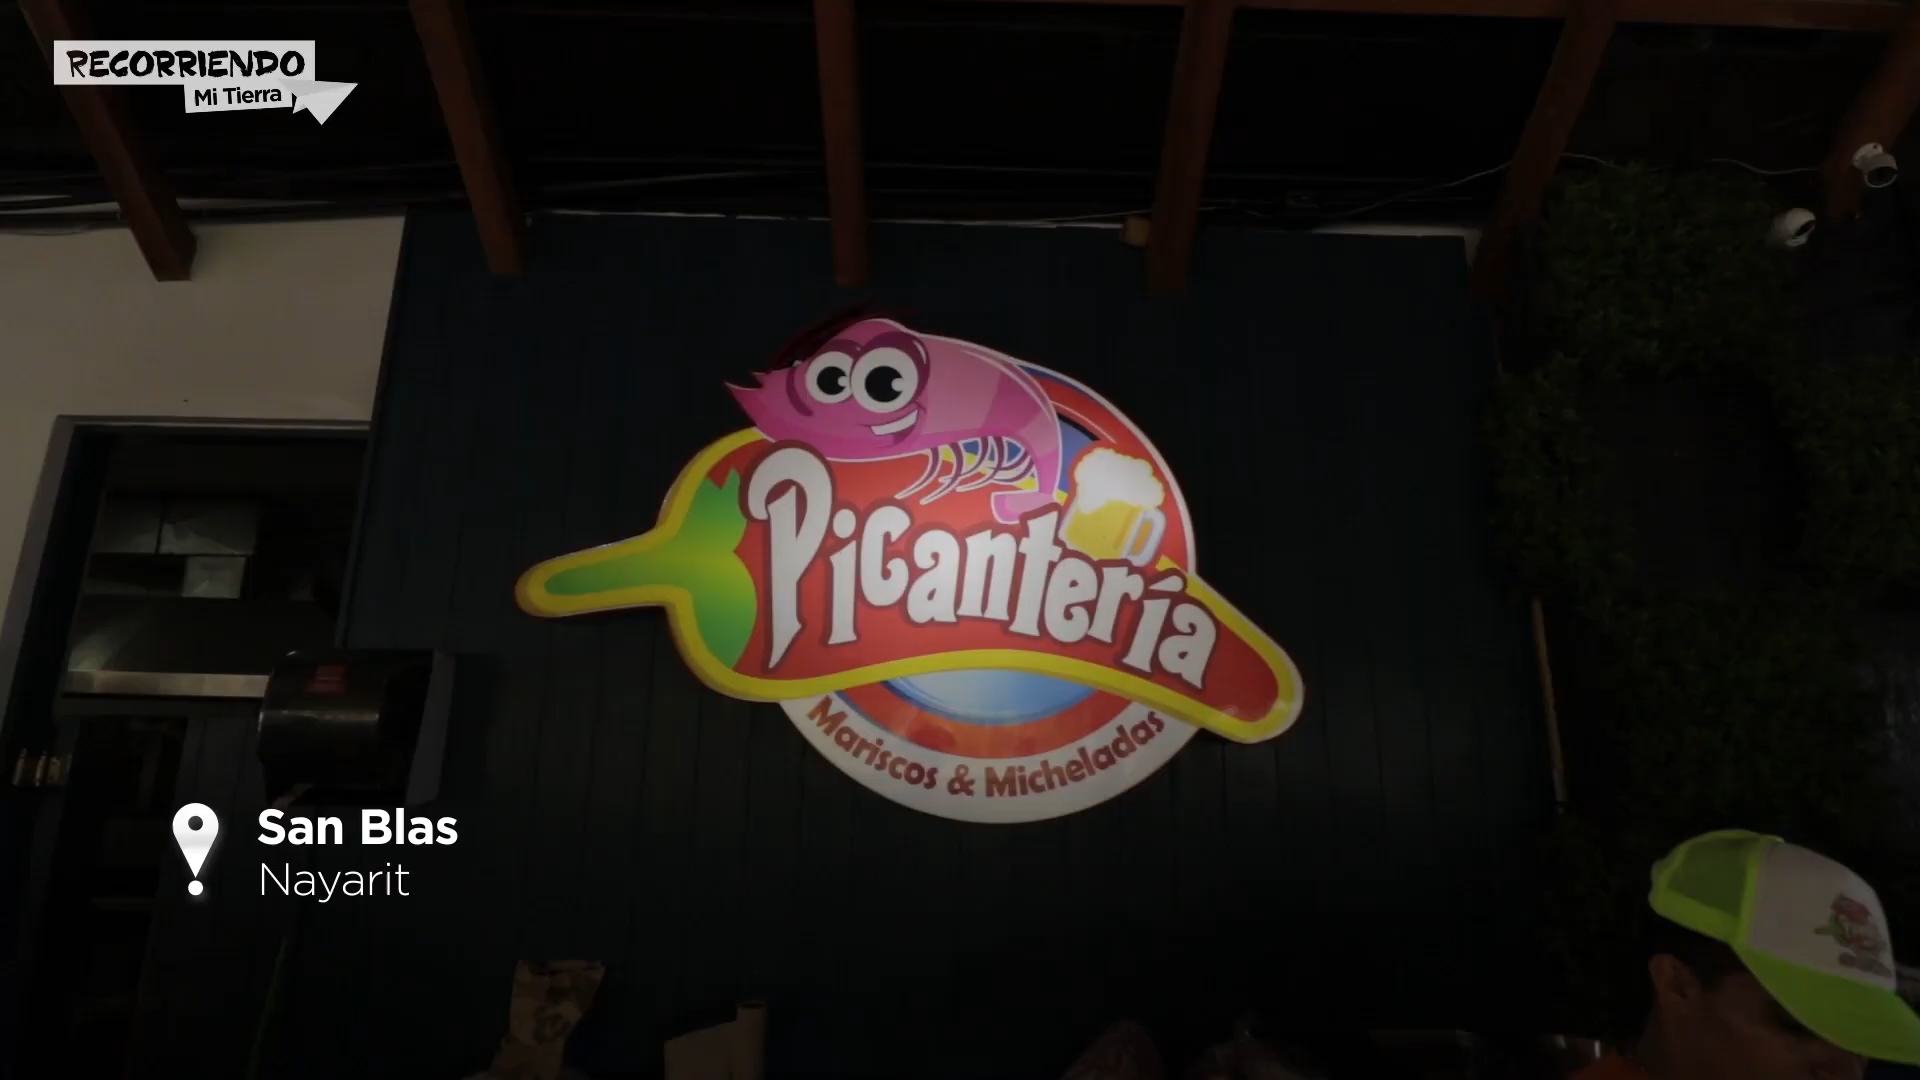 RECORRIENDO
Mi Tierra
Picantería
Mariscos & Micheladas
San Blas
Nayarit